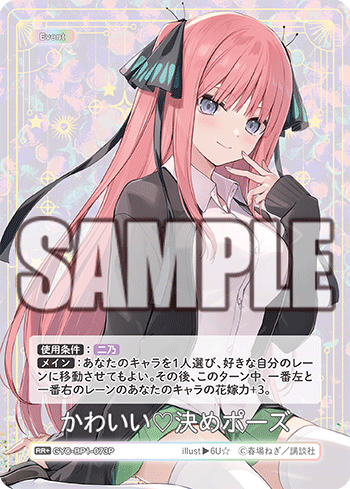 Event
SAMPLE
使用条件：二乃
メイン：あなたのキャラを1人選び、好きな自分のレー
ンに移動させてもよい。その後、このターン中、一番左と
一番右のレーンのあなたのキャラの花嫁力+3。
かわいい♡決めポーズ
RR+ GYG-BP1-073P illust▶6U☆ ©春場ねぎ／講談社